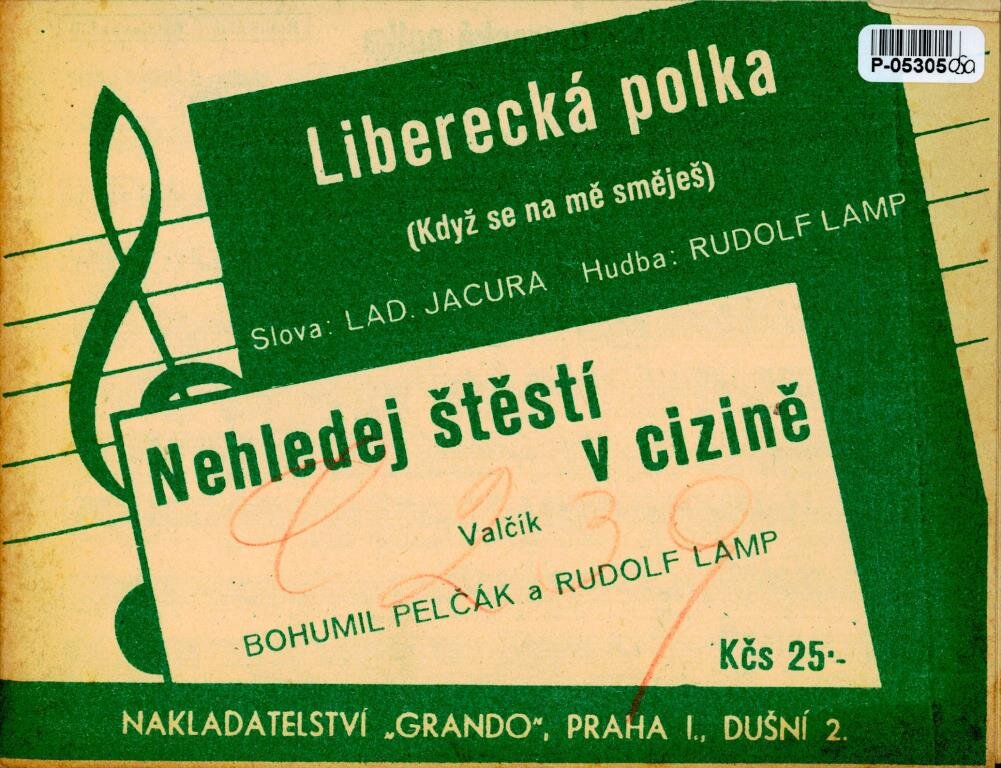 P-05305
Liberecká polka
(Když se na mě směješ)
Slova: LAD. JACURA Hudba: RUDOLF LAMP
Nehledej štěstí
v cizině
Valčík
BOHUMIL PELČÁK a RUDOLF LAMP
239
Kčs 25·-
NAKLADATELSTVÍ „GRANDO“, PRAHA I., DUŠNÍ 2.